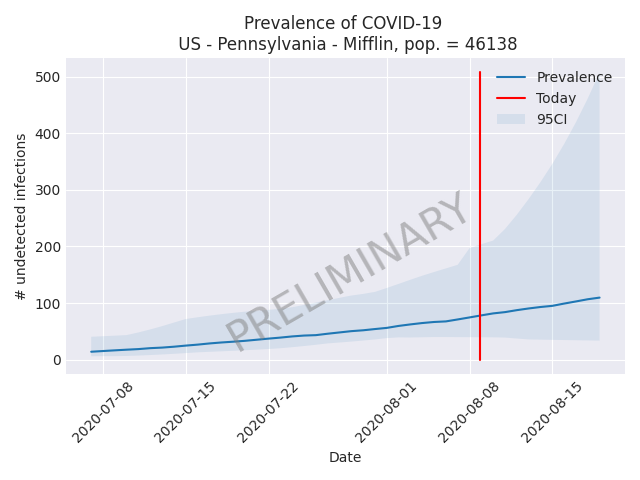 Prevalence of COVID-19
US - Pennsylvania - Mifflin, pop. = 46138
# undetected infections
500
400
300
200
100
0
Prevalence
Today
95CI
PRELIMINARY
2020-07-08
2020-07-15
2020-07-22
2020-08-01
2020-08-08
2020-08-15
Date